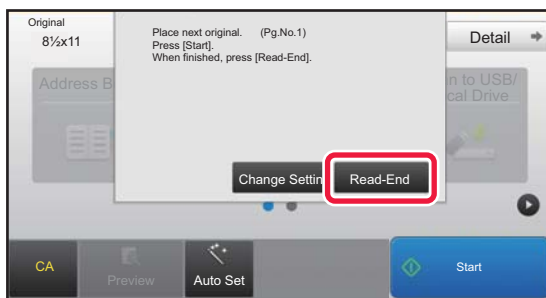 Original
8½x11
Place next original. (Pg.No.1)
Press [Start].
When finished, press [Read-End].
Detail
Address B
n to USB/
cal Drive
Change Settin
Read-End
CA
Preview
Auto Set
Start